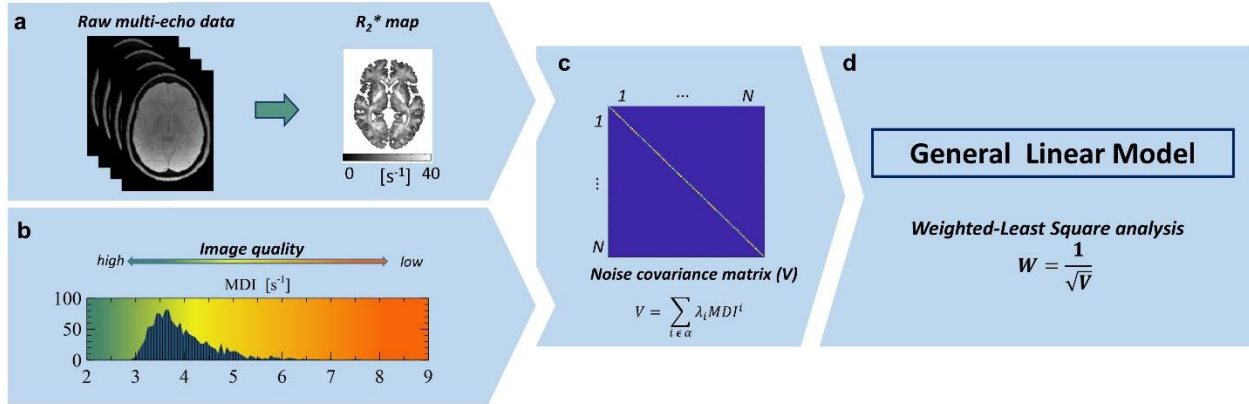 a
Raw multi-echo data
R₂* map
0 [s⁻¹] 40
b
Image quality
high low
MDI [s⁻¹]
100
50
0
2 3 4 5 6 7 8 9
c
1 ... N
1
⋮
N
Noise covariance matrix (V)
V = ∑ λᵢMDIⁱ
i ϵ α
d
General Linear Model
Weighted-Least Square analysis
W = 1/√V